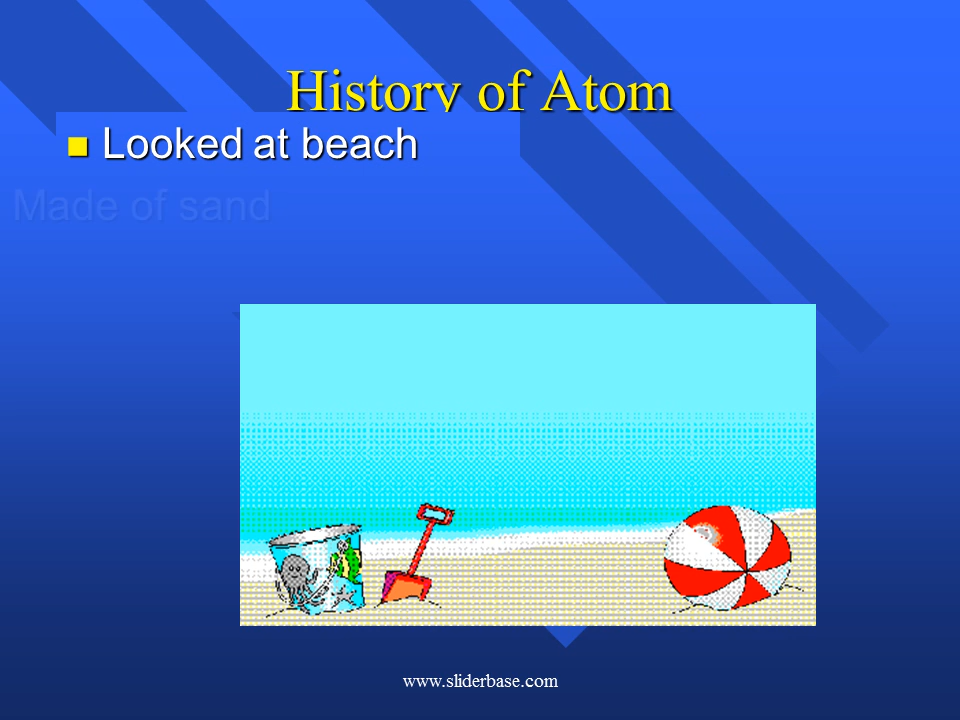 History of Atom
Looked at beach
Made of sand
www.sliderbase.com